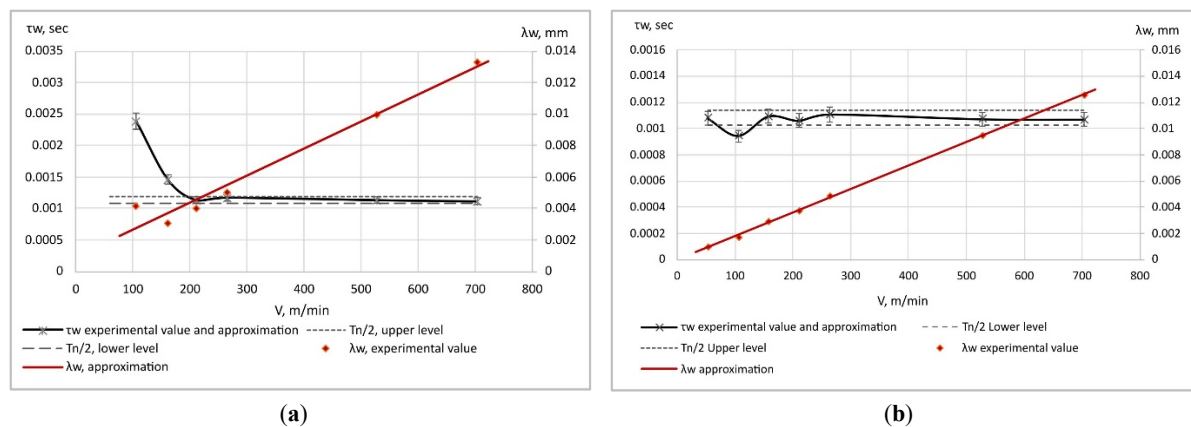 τw, sec
λw, mm
0.0035
0.003
0.0025
0.002
0.0015
0.001
0.0005
0
0.014
0.012
0.010
0.008
0.006
0.004
0.002
0
0 100 200 300 400 500 600 700 800
V, m/min
τw experimental value and approximation
Tn/2, upper level
Tn/2, lower level
λw, experimental value
λw, approximation
(a)
τw, sec
λw, mm
0.0016
0.0014
0.0012
0.001
0.0008
0.0006
0.0004
0.0002
0
0.016
0.014
0.012
0.010
0.008
0.006
0.004
0.002
0
0 100 200 300 400 500 600 700 800
V, m/min
τw experimental value and approximation
Tn/2 Lower level
Tn/2 Upper level
λw experimental value
λw approximation
(b)